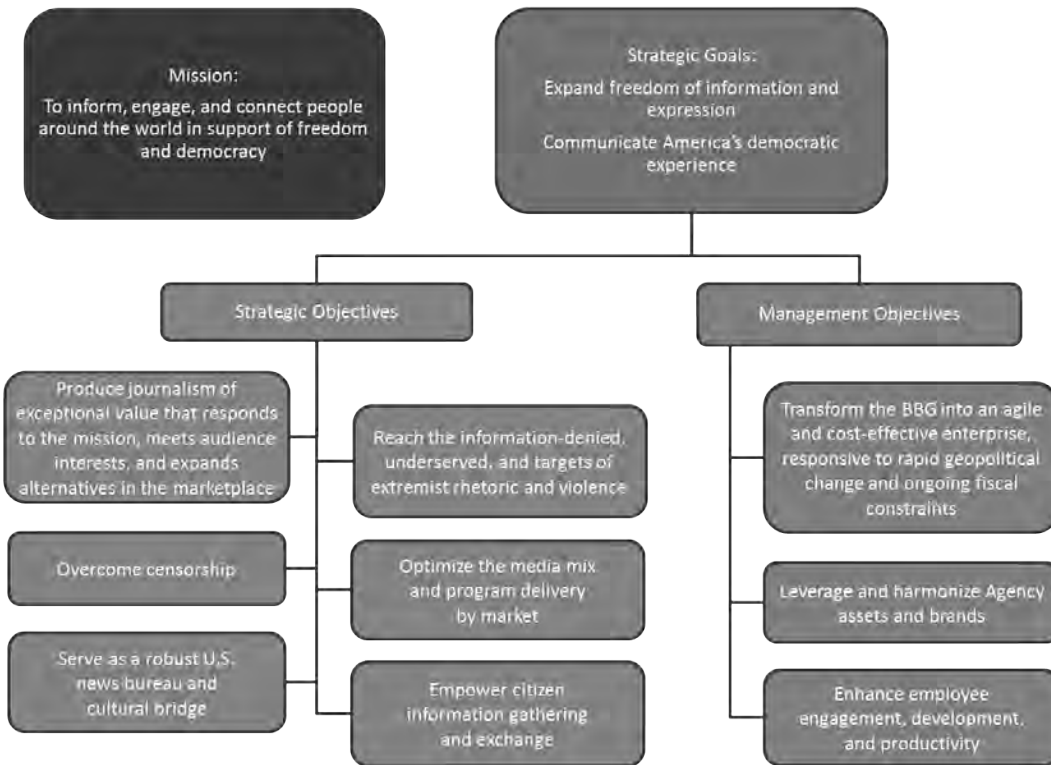 Mission:
To inform, engage, and connect people
around the world in support of freedom
and democracy
Strategic Goals:
Expand freedom of information and
expression
Communicate America's democratic
experience
Strategic Objectives
Management Objectives
Produce journalism of
exceptional value that responds
to the mission, meets audience
interests, and expands
alternatives in the marketplace
Reach the information-denied,
underserved, and targets of
extremist rhetoric and violence
Overcome censorship
Optimize the media mix
and program delivery
by market
Serve as a robust U.S.
news bureau and
cultural bridge
Empower citizen
information gathering
and exchange
Transform the BBG into an agile
and cost-effective enterprise,
responsive to rapid geopolitical
change and ongoing fiscal
constraints
Leverage and harmonize Agency
assets and brands
Enhance employee
engagement, development,
and productivity